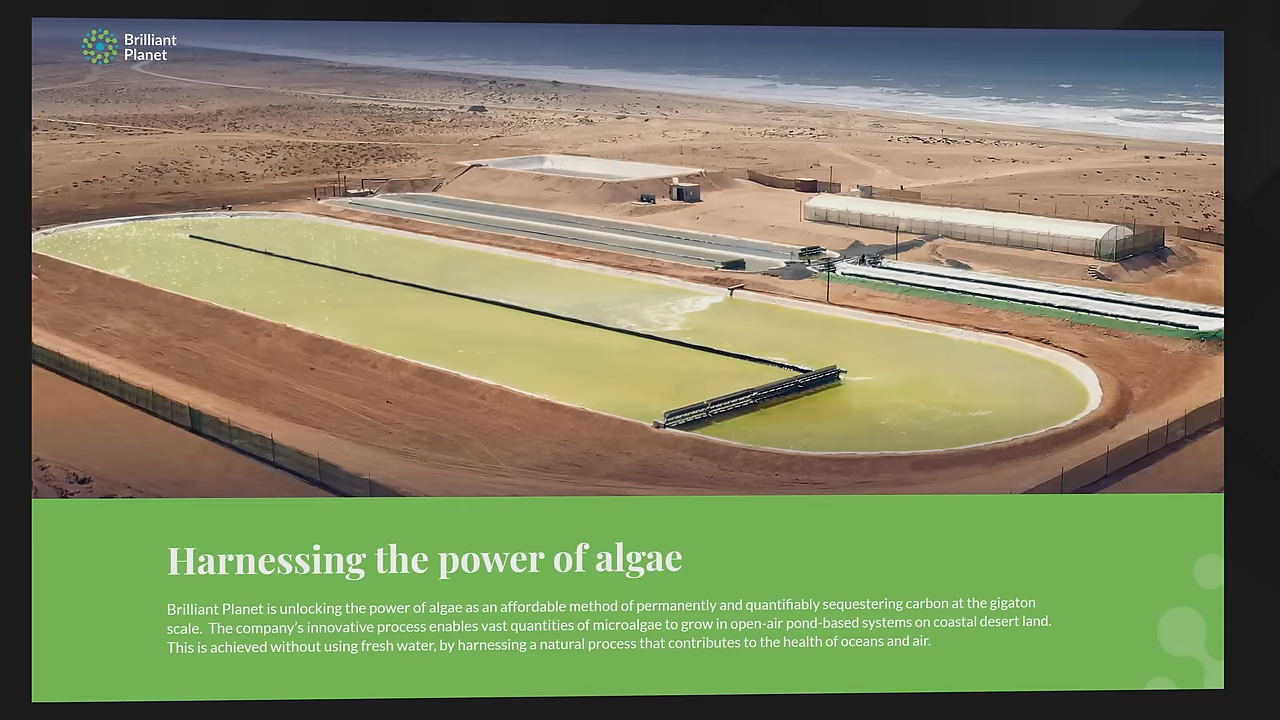 Brilliant
Planet
Harnessing the power of algae
Brilliant Planet is unlocking the power of algae as an affordable method of permanently and quantifiably sequestering carbon at the gigaton
scale. The company's innovative process enables vast quantities of microalgae to grow in open-air pond-based systems on coastal desert land.
This is achieved without using fresh water, by harnessing a natural process that contributes to the health of oceans and air.